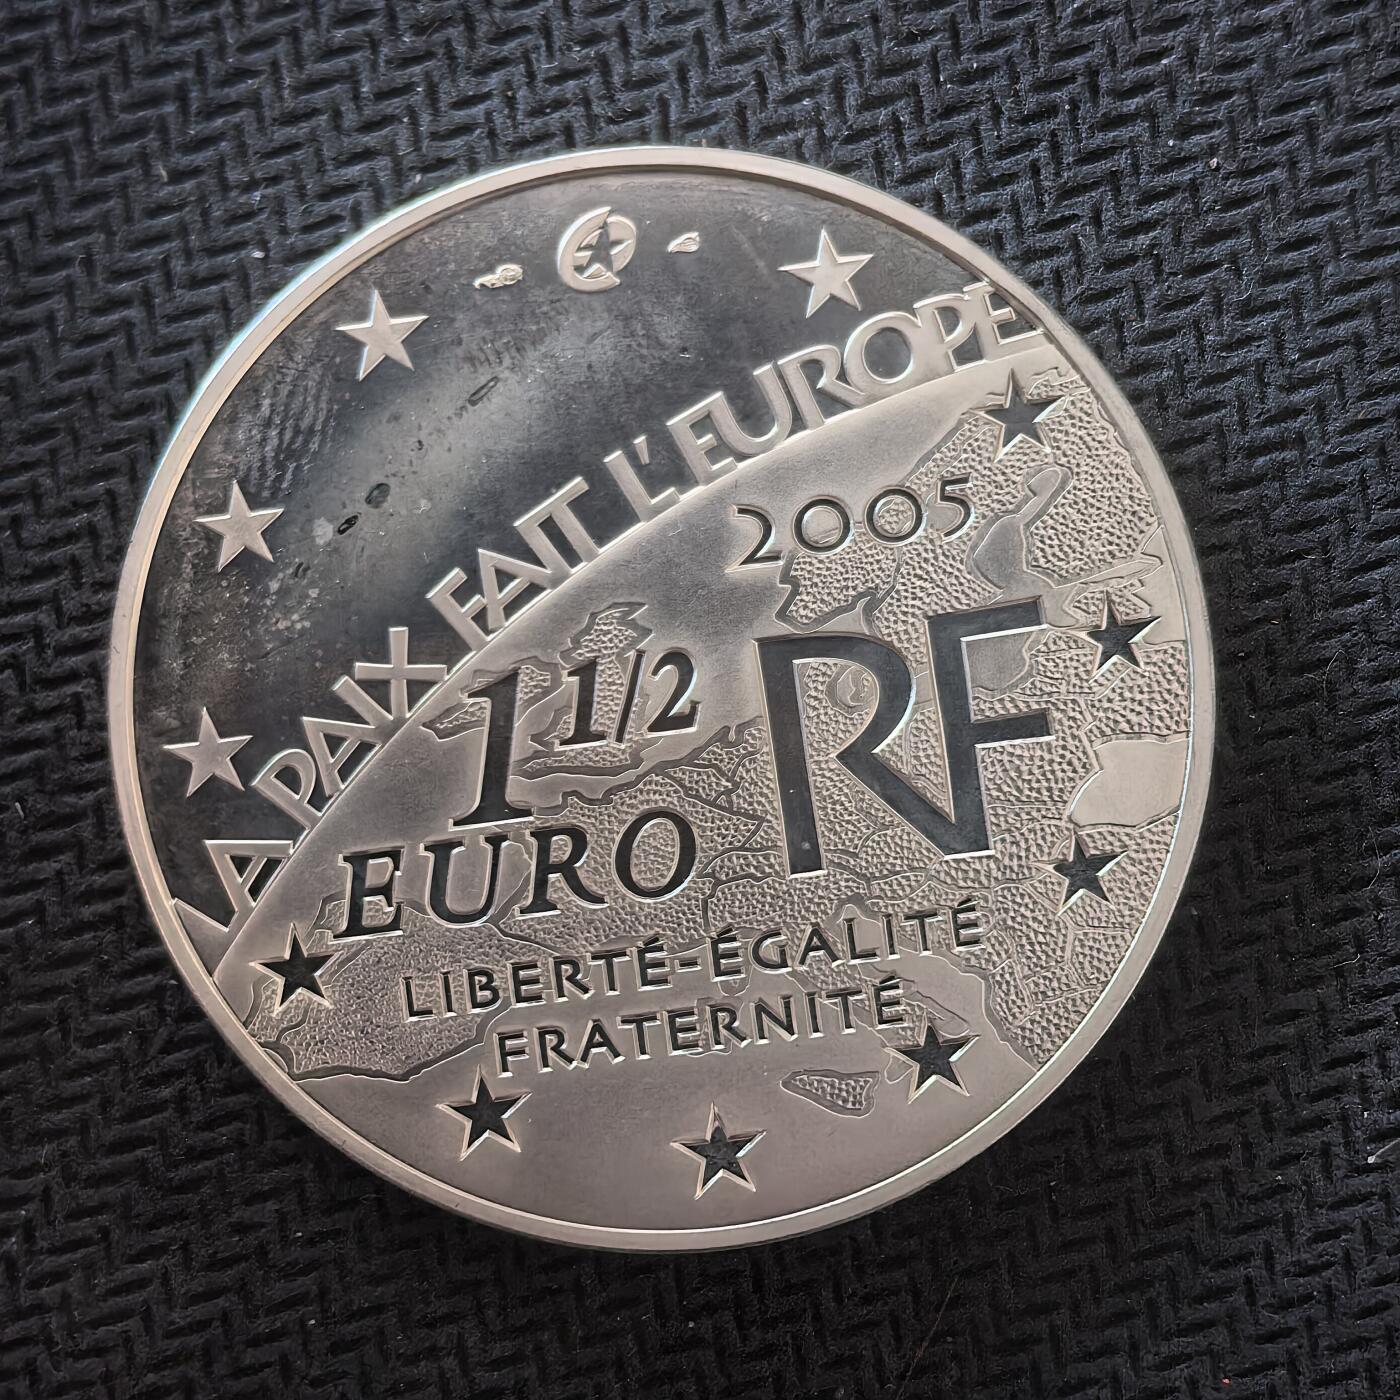 LA PAIX FAIT L'EUROPE
2005
1 1/2
EURO
RF
LIBERTÉ-ÉGALITÉ
FRATERNITÉ